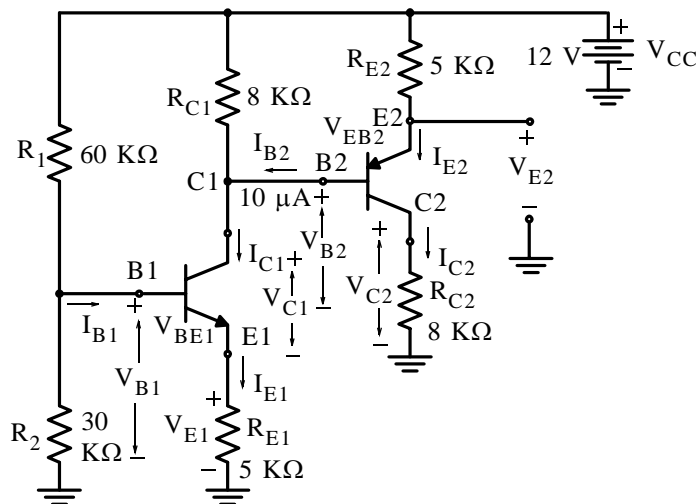 R_E2
5 KΩ
12 V
+
V_CC
−
R_C1
8 KΩ
R_1
60 KΩ
E2
V_EB2
I_B2
B2
I_E2
+
V_E2
−
C1
10 μA
+
V_B2
−
C2
I_C1
+
V_C1
−
+
V_C2
−
I_C2
R_C2
8 KΩ
B1
I_B1
+
V_BE1
E1
V_B1
−
I_E1
+
V_E1
−
R_E1
5 KΩ
R_2
30
KΩ